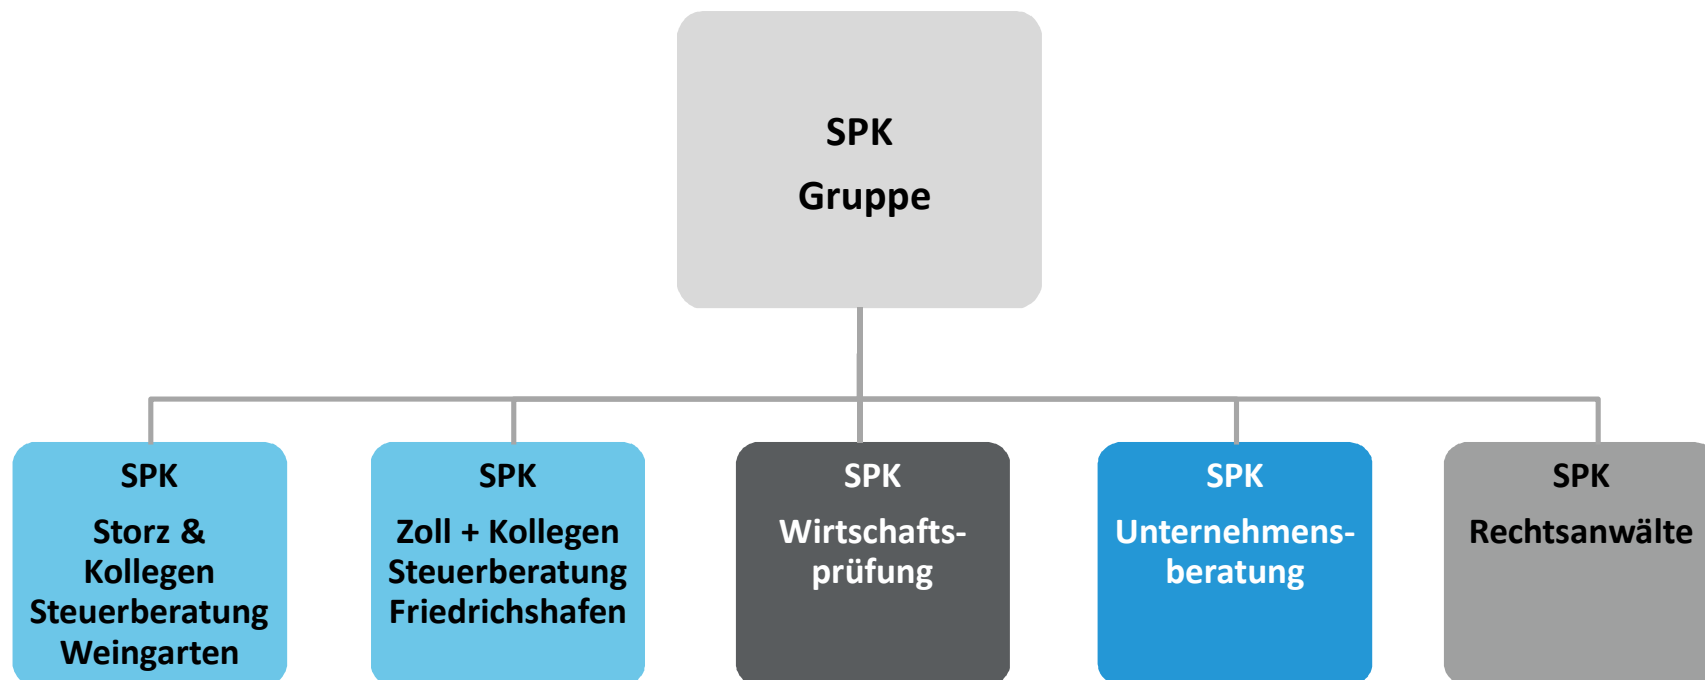 SPK
Gruppe
SPK
Storz &
Kollegen
Steuerberatung
Weingarten
SPK
Zoll + Kollegen
Steuerberatung
Friedrichshafen
SPK
Wirtschafts-
prüfung
SPK
Unternehmens-
beratung
SPK
Rechtsanwälte